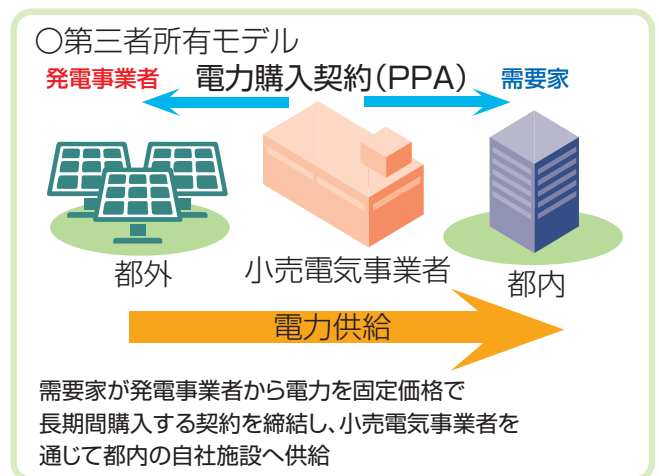 〇第三者所有モデル
発電事業者 電力購入契約(PPA) 需要家
都外 小売電気事業者 都内
電力供給
需要家が発電事業者から電力を固定価格で
長期間購入する契約を締結し、小売電気事業者を
通じて都内の自社施設へ供給